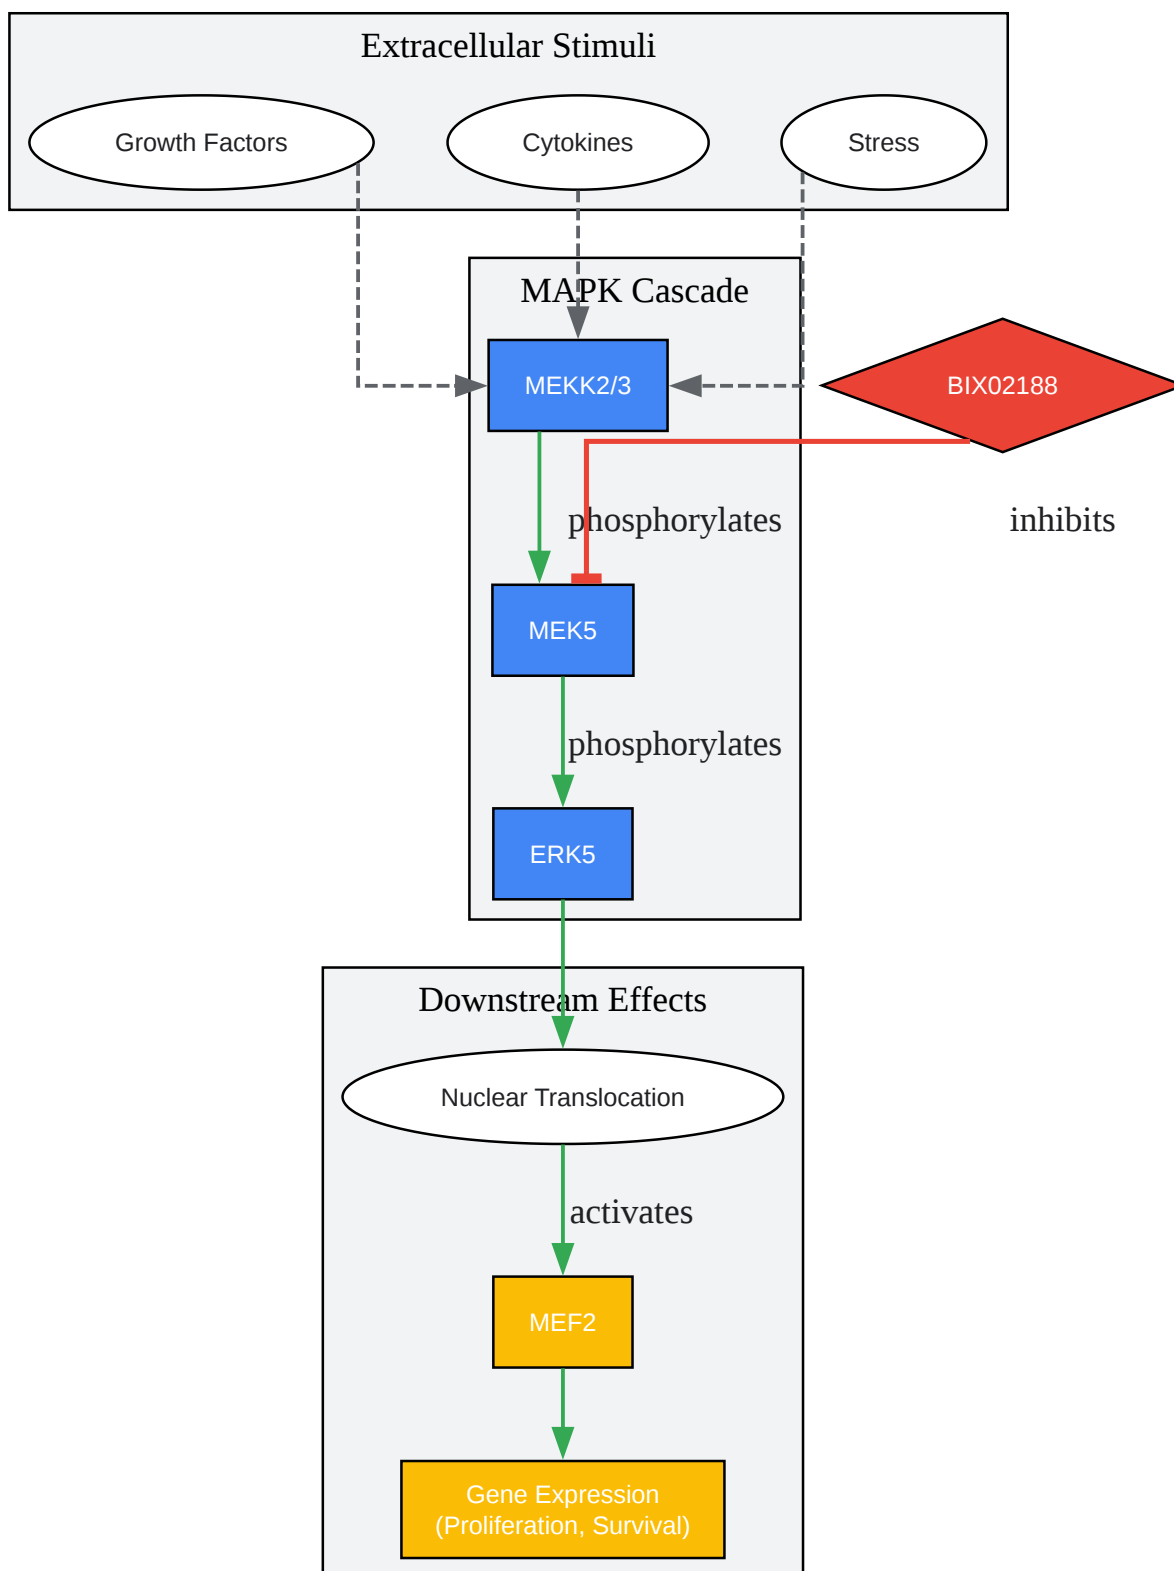 Extracellular Stimuli
Growth Factors
Cytokines
Stress
MAPK Cascade
MEKK2/3
BIX02188
phosphorylates
inhibits
MEK5
phosphorylates
ERK5
Downstream Effects
Nuclear Translocation
activates
MEF2
Gene Expression
(Proliferation, Survival)